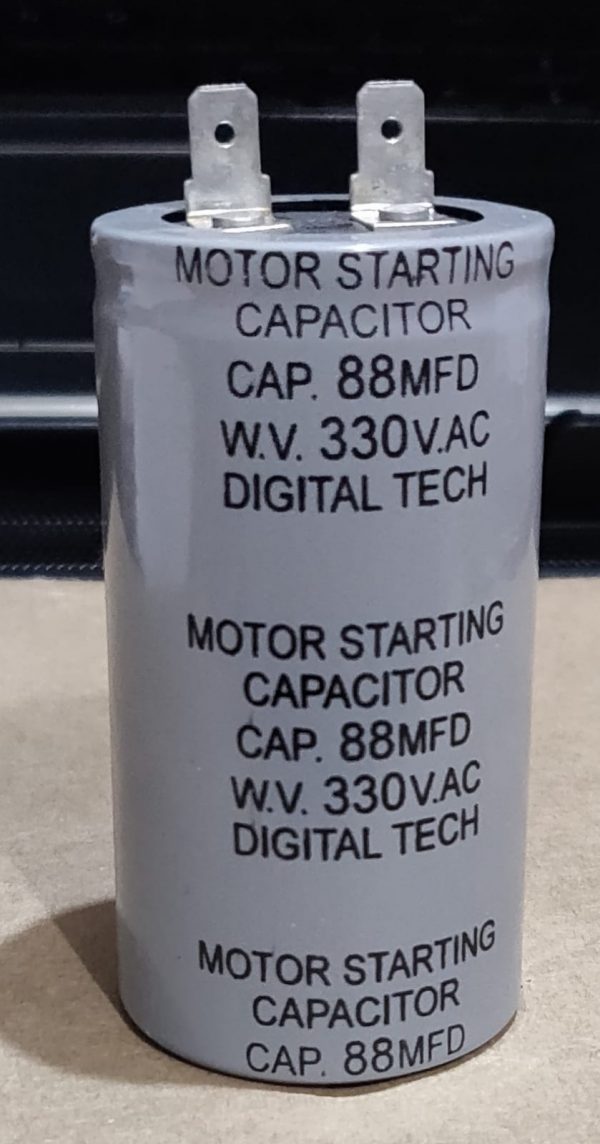 MOTOR STARTING
CAPACITOR
CAP. 88MFD
W.V. 330V.AC
DIGITAL TECH
MOTOR STARTING
CAPACITOR
CAP. 88MFD
W.V. 330V.AC
DIGITAL TECH
MOTOR STARTING
CAPACITOR
CAP. 88MFD